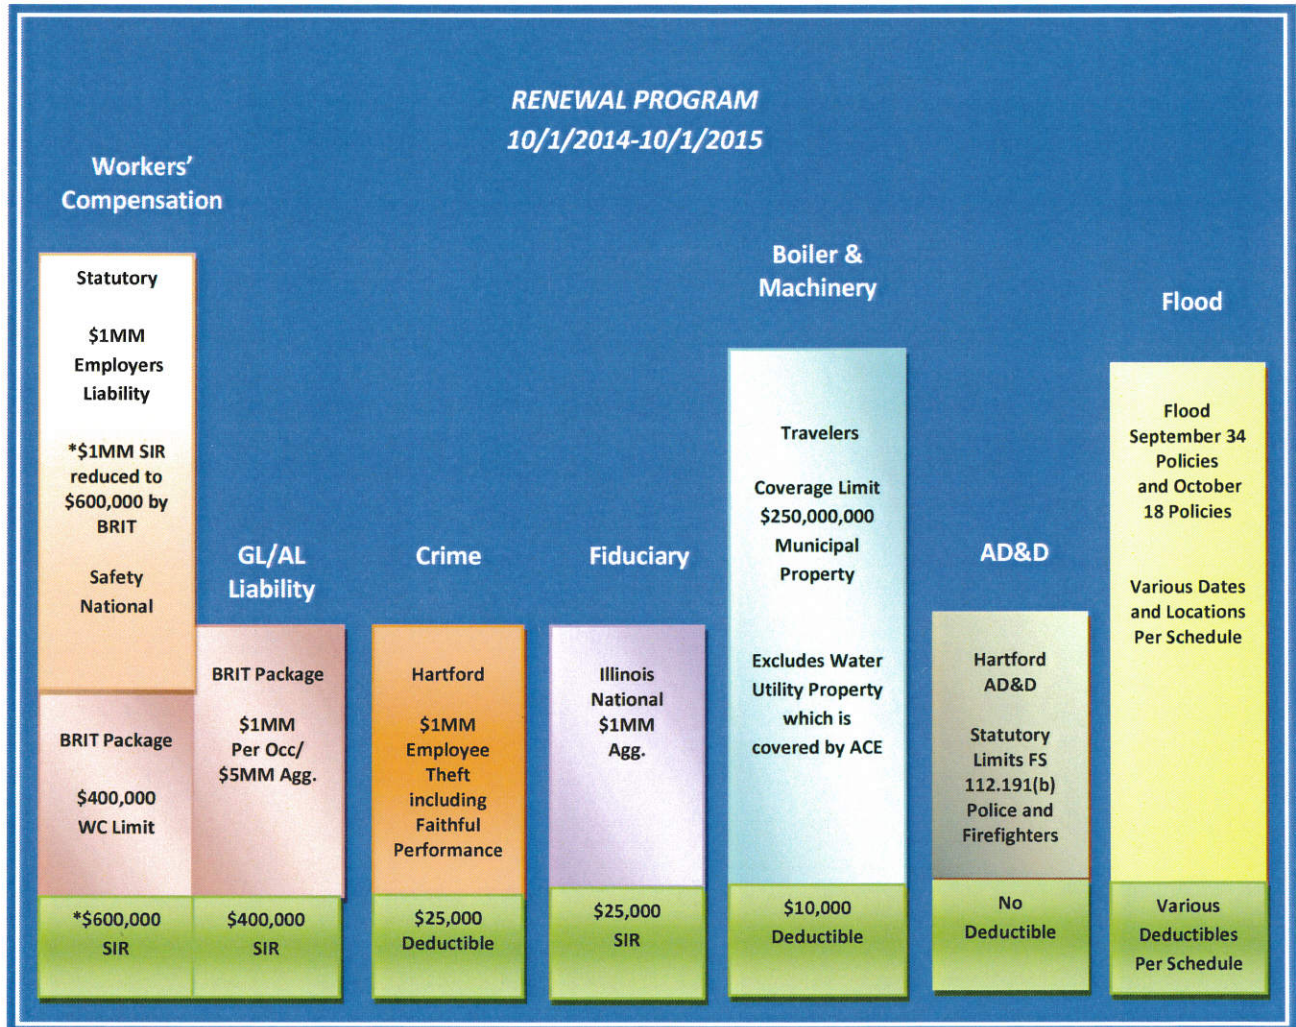 RENEWAL PROGRAM
10/1/2014-10/1/2015
Workers’
Compensation
Statutory
$1MM
Employers
Liability
*$1MM SIR
reduced to
$600,000 by
BRIT
Safety
National
BRIT Package
$400,000
WC Limit
*$600,000
SIR
GL/AL
Liability
BRIT Package
$1MM
Per Occ/
$5MM Agg.
$400,000
SIR
Crime
Hartford
$1MM
Employee
Theft
including
Faithful
Performance
$25,000
Deductible
Fiduciary
Illinois
National
$1MM
Agg.
$25,000
SIR
Boiler &
Machinery
Travelers
Coverage Limit
$250,000,000
Municipal
Property
Excludes Water
Utility Property
which is
covered by ACE
$10,000
Deductible
AD&D
Hartford
AD&D
Statutory
Limits FS
112.191(b)
Police and
Firefighters
No
Deductible
Flood
Flood
September 34
Policies
and October
18 Policies
Various Dates
and Locations
Per Schedule
Various
Deductibles
Per Schedule